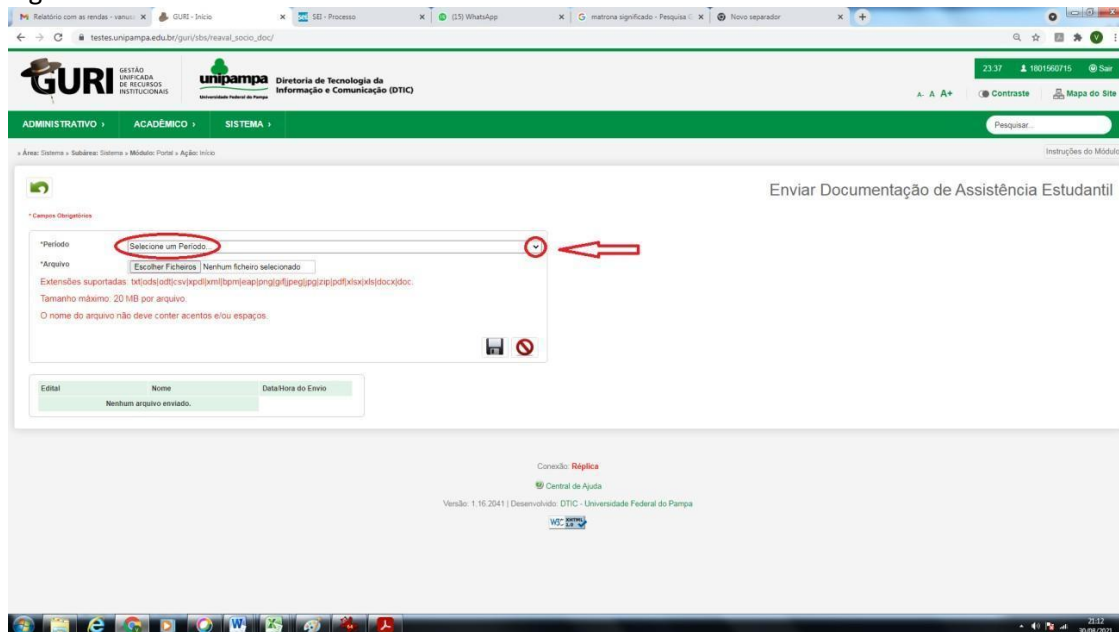 Relatório com as rendas - vanus
GURI - Início
SEI - Processo
(15) WhatsApp
matrona significado - Pesquisa G
Novo separador
testes.unipampa.edu.br/guri/sbs/reaval_socio_doc/
GURI
GESTÃO
UNIFICADA
DE RECURSOS
INSTITUCIONAIS
unipampa
Universidade Federal do Pampa
Diretoria de Tecnologia da
Informação e Comunicação (DTIC)
23:37 1801560715 Sair
A- A A+ Contraste Mapa do Site
ADMINISTRATIVO › ACADÊMICO › SISTEMA ›
Pesquisar...
» Área: Sistema » Subárea: Sistema » Módulo: Portal » Ação: Início
Instruções do Módulo
Enviar Documentação de Assistência Estudantil
* Campos Obrigatórios
*Período Selecione um Período...
*Arquivo Escolher Ficheiros Nenhum ficheiro selecionado
Extensões suportadas: txt|ods|odt|csv|xpdl|xml|bpm|eap|png|gif|jpeg|jpg|zip|pdf|xlsx|xls|docx|doc.
Tamanho máximo: 20 MB por arquivo.
O nome do arquivo não deve conter acentos e/ou espaços.
Edital Nome Data/Hora do Envio
Nenhum arquivo enviado.
Conexão: Réplica
Central de Ajuda
Versão: 1.16.2041 | Desenvolvido: DTIC - Universidade Federal do Pampa
W3C XHTML 1.0
21:12
30/08/2021